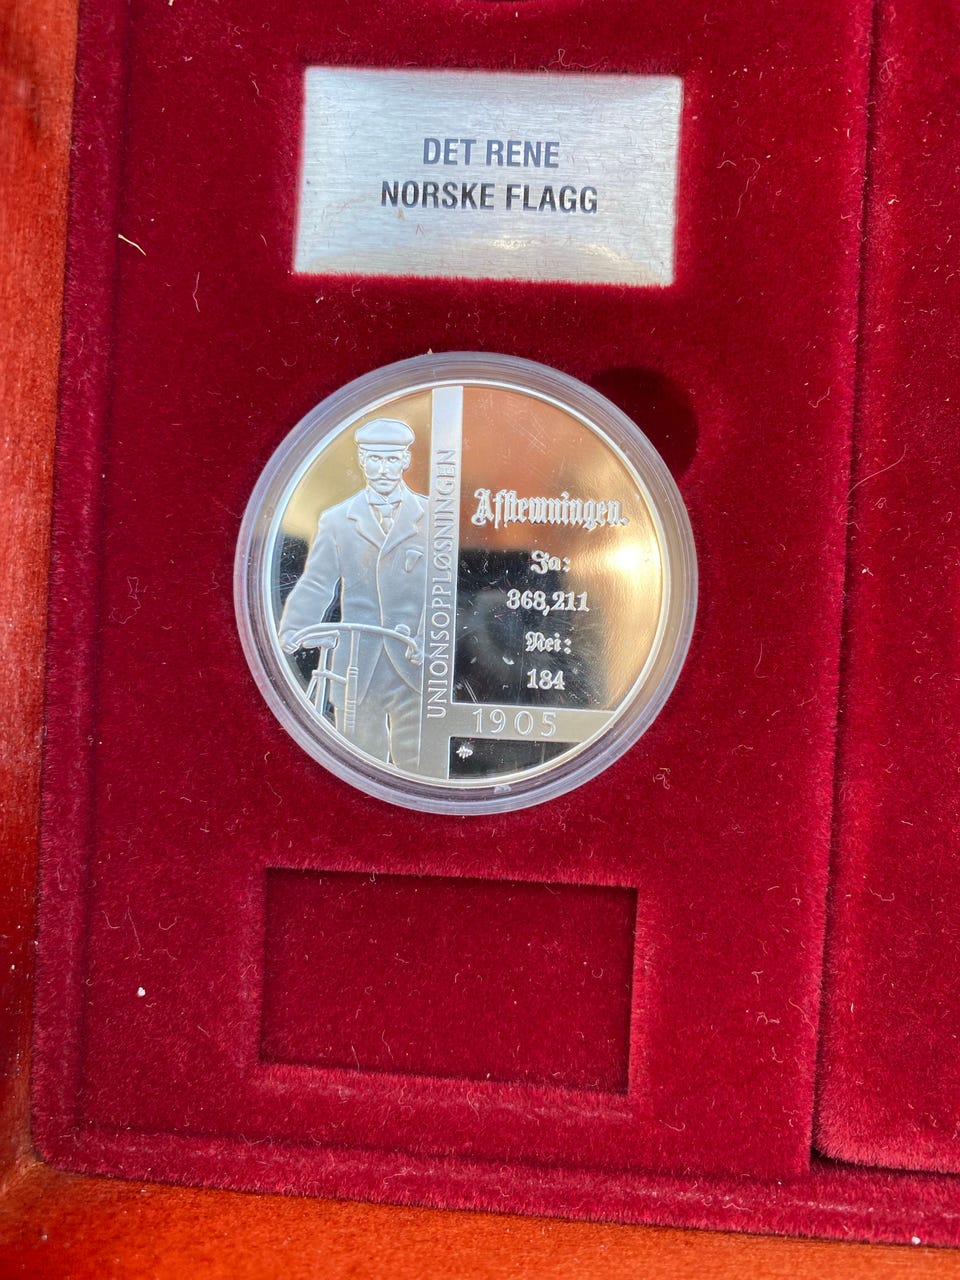 DET RENE
NORSKE FLAGG
UNIONSOPPLØSNINGEN
Afstemningen.
Ja:
368,211
Nei:
184
1905